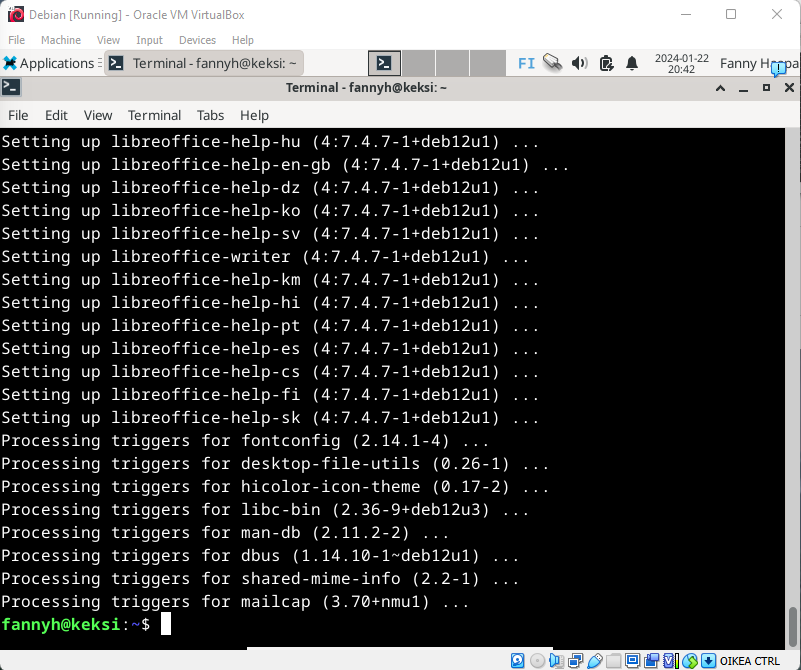 Debian [Running] - Oracle VM VirtualBox
File Machine View Input Devices Help
Applications Terminal - fannyh@keksi: ~ FI 2024-01-22 Fanny
20:42
Terminal - fannyh@keksi: ~
File Edit View Terminal Tabs Help
Setting up libreoffice-help-hu (4:7.4.7-1+deb12u1) ...
Setting up libreoffice-help-en-gb (4:7.4.7-1+deb12u1) ...
Setting up libreoffice-help-dz (4:7.4.7-1+deb12u1) ...
Setting up libreoffice-help-ko (4:7.4.7-1+deb12u1) ...
Setting up libreoffice-help-sv (4:7.4.7-1+deb12u1) ...
Setting up libreoffice-writer (4:7.4.7-1+deb12u1) ...
Setting up libreoffice-help-km (4:7.4.7-1+deb12u1) ...
Setting up libreoffice-help-hi (4:7.4.7-1+deb12u1) ...
Setting up libreoffice-help-pt (4:7.4.7-1+deb12u1) ...
Setting up libreoffice-help-es (4:7.4.7-1+deb12u1) ...
Setting up libreoffice-help-cs (4:7.4.7-1+deb12u1) ...
Setting up libreoffice-help-fi (4:7.4.7-1+deb12u1) ...
Setting up libreoffice-help-sk (4:7.4.7-1+deb12u1) ...
Processing triggers for fontconfig (2.14.1-4) ...
Processing triggers for desktop-file-utils (0.26-1) ...
Processing triggers for hicolor-icon-theme (0.17-2) ...
Processing triggers for libc-bin (2.36-9+deb12u3) ...
Processing triggers for man-db (2.11.2-2) ...
Processing triggers for dbus (1.14.10-1~deb12u1) ...
Processing triggers for shared-mime-info (2.2-1) ...
Processing triggers for mailcap (3.70+nmu1) ...
fannyh@keksi:~$
OIKEA CTRL